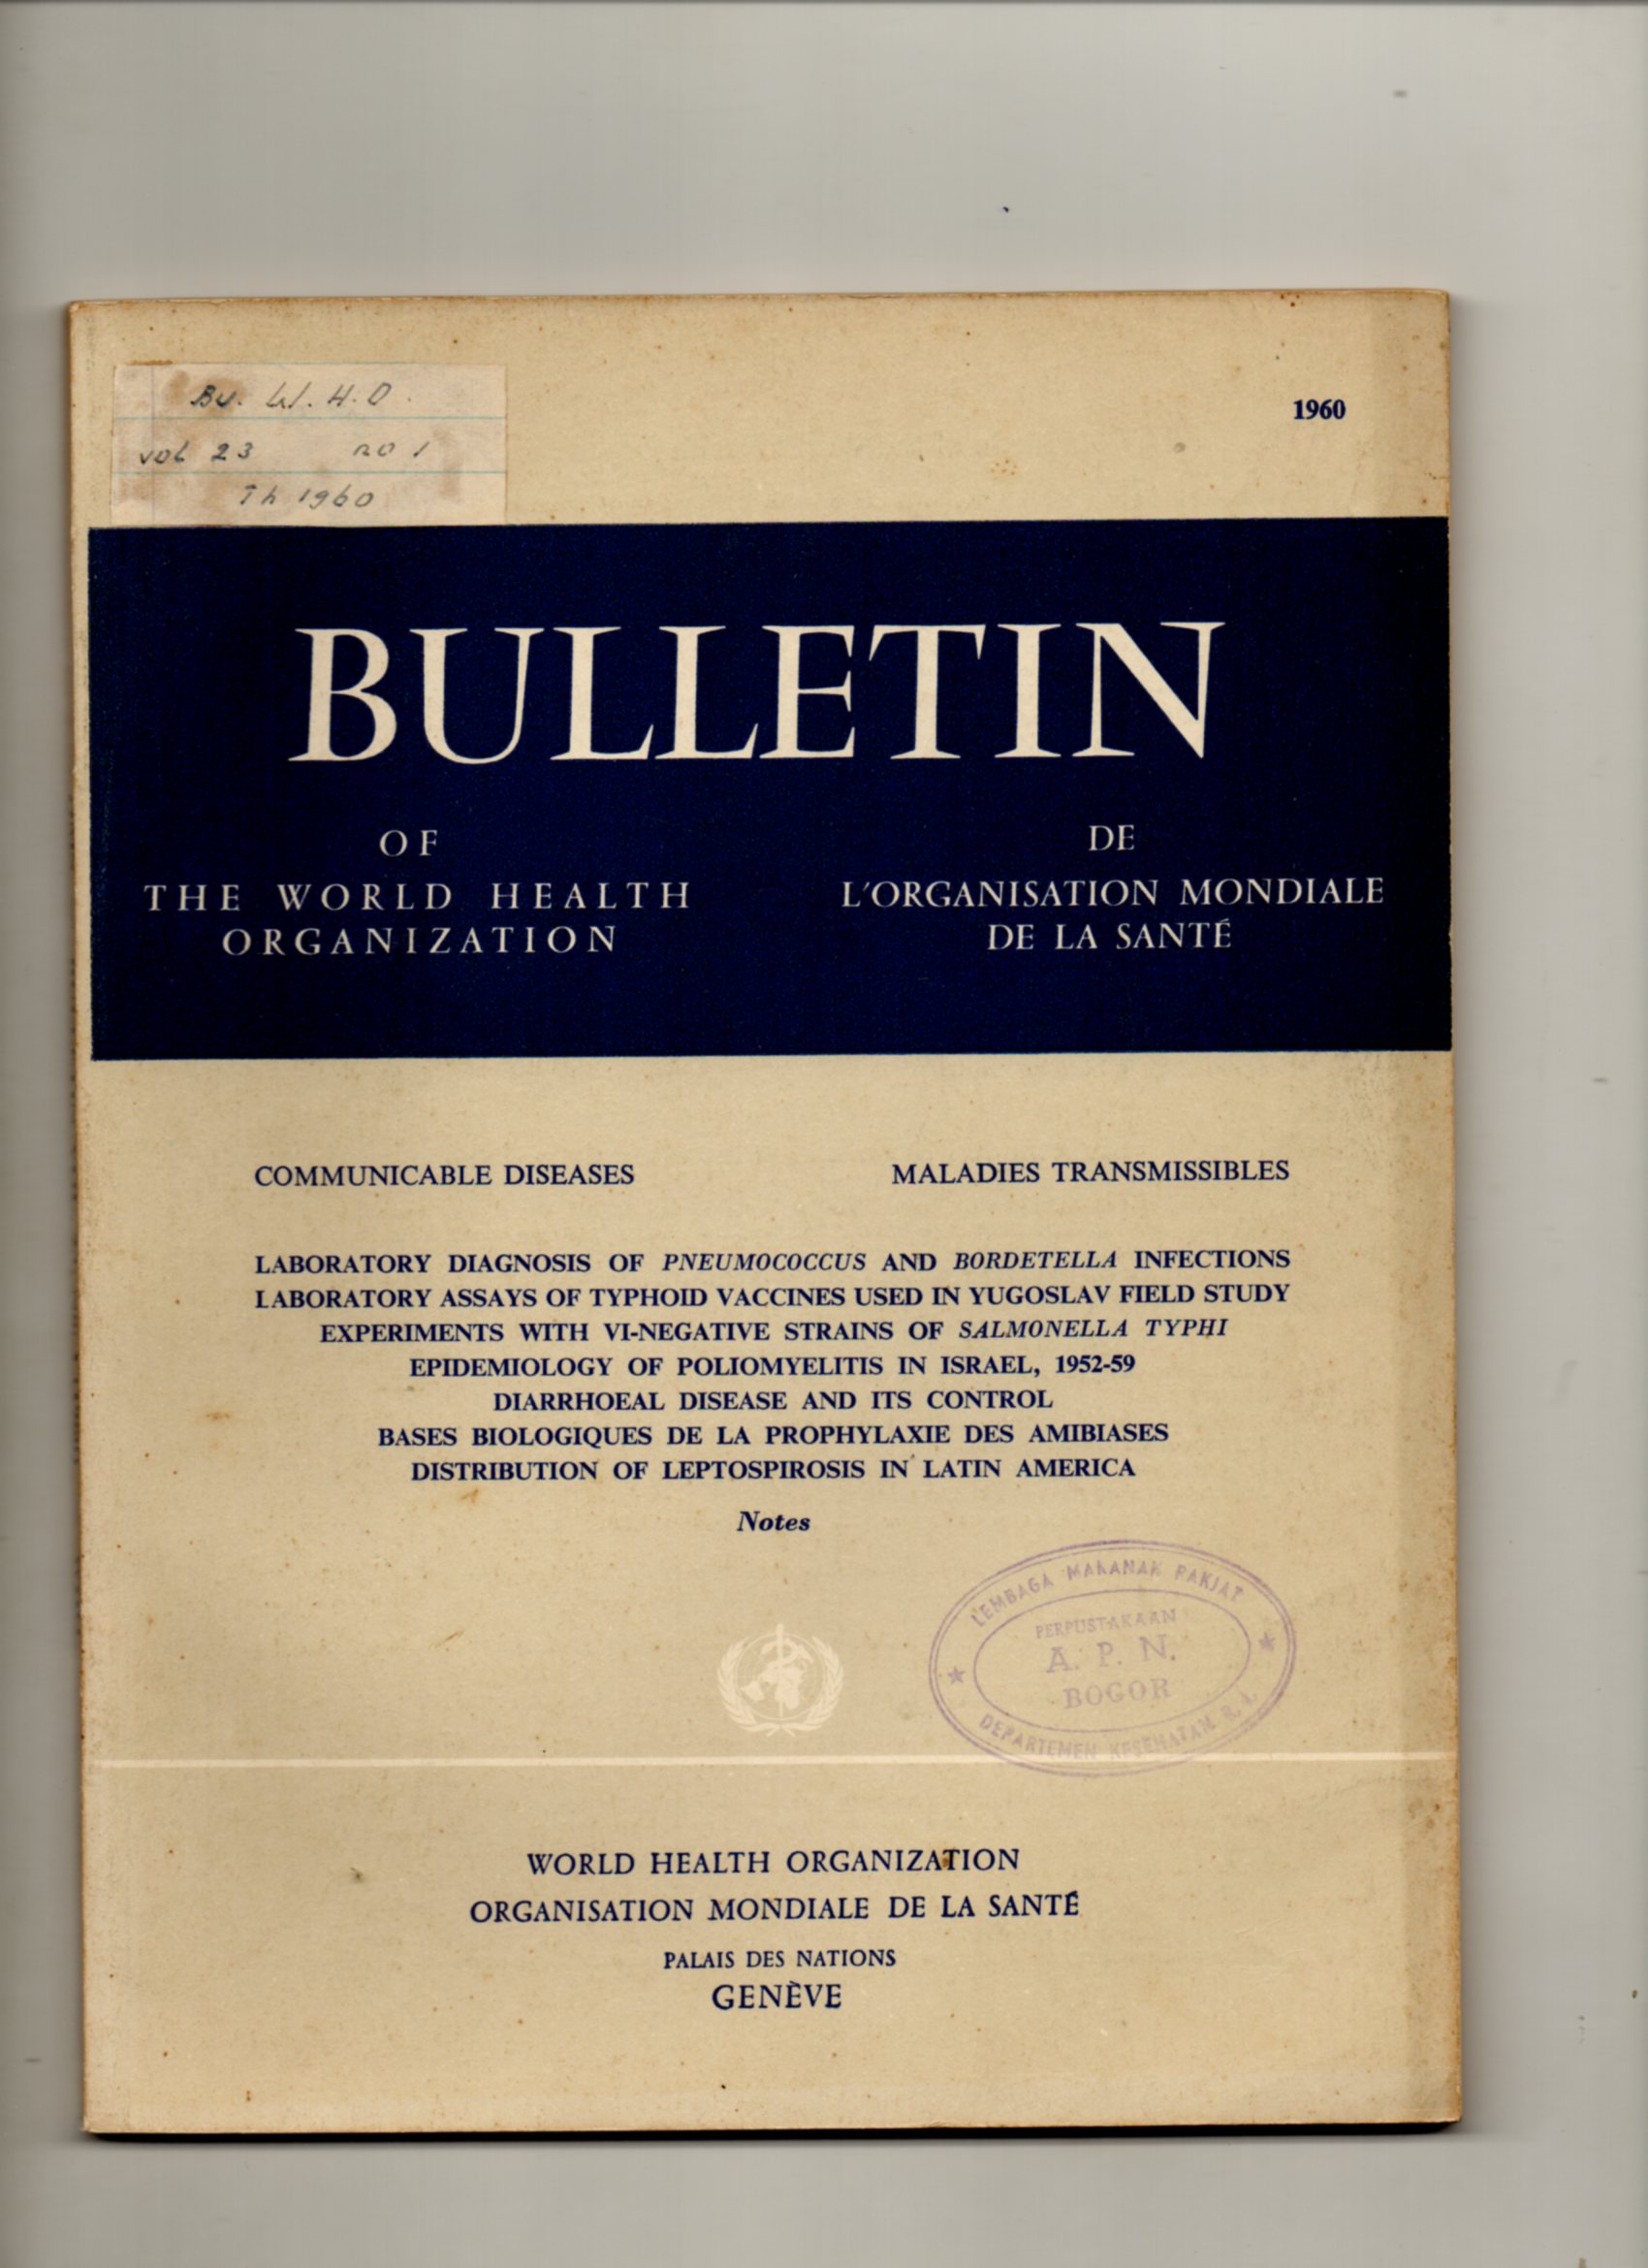 Bu. W. H. O.
vol 23 no 1
Th 1960
1960
BULLETIN
OF
THE WORLD HEALTH
ORGANIZATION
DE
L'ORGANISATION MONDIALE
DE LA SANTÉ
COMMUNICABLE DISEASES
MALADIES TRANSMISSIBLES
LABORATORY DIAGNOSIS OF PNEUMOCOCCUS AND BORDETELLA INFECTIONS
LABORATORY ASSAYS OF TYPHOID VACCINES USED IN YUGOSLAV FIELD STUDY
EXPERIMENTS WITH VI-NEGATIVE STRAINS OF SALMONELLA TYPHI
EPIDEMIOLOGY OF POLIOMYELITIS IN ISRAEL, 1952-59
DIARRHOEAL DISEASE AND ITS CONTROL
BASES BIOLOGIQUES DE LA PROPHYLAXIE DES AMIBIASES
DISTRIBUTION OF LEPTOSPIROSIS IN LATIN AMERICA
Notes
LEMBAGA MAKANAN RAKJAT
PERPUSTAKAAN
A. P. N.
BOGOR
DEPARTEMEN KESEHATAN R. I.
WORLD HEALTH ORGANIZATION
ORGANISATION MONDIALE DE LA SANTÉ
PALAIS DES NATIONS
GENÈVE